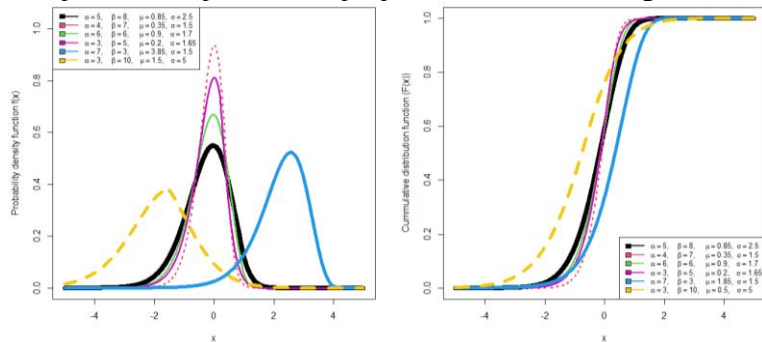 α = 5, β = 8, μ = 0.85, σ = 2.5
α = 4, β = 7, μ = 0.35, σ = 1.5
α = 6, β = 6, μ = 0.9, σ = 1.7
α = 3, β = 5, μ = 0.2, σ = 1.65
α = 7, β = 3, μ = 3.85, σ = 1.5
α = 3, β = 10, μ = 1.5, σ = 5
Probability density function f(x)
0.0 0.2 0.4 0.6 0.8 1.0
-4 -2 0 2 4
x
Cummulative distribution function (F(x))
0.0 0.2 0.4 0.6 0.8 1.0
α = 5, β = 8, μ = 0.85, σ = 2.5
α = 4, β = 7, μ = 0.35, σ = 1.5
α = 6, β = 6, μ = 0.9, σ = 1.7
α = 3, β = 5, μ = 0.2, σ = 1.65
α = 7, β = 3, μ = 1.85, σ = 1.5
α = 3, β = 10, μ = 0.5, σ = 5
-4 -2 0 2 4
x